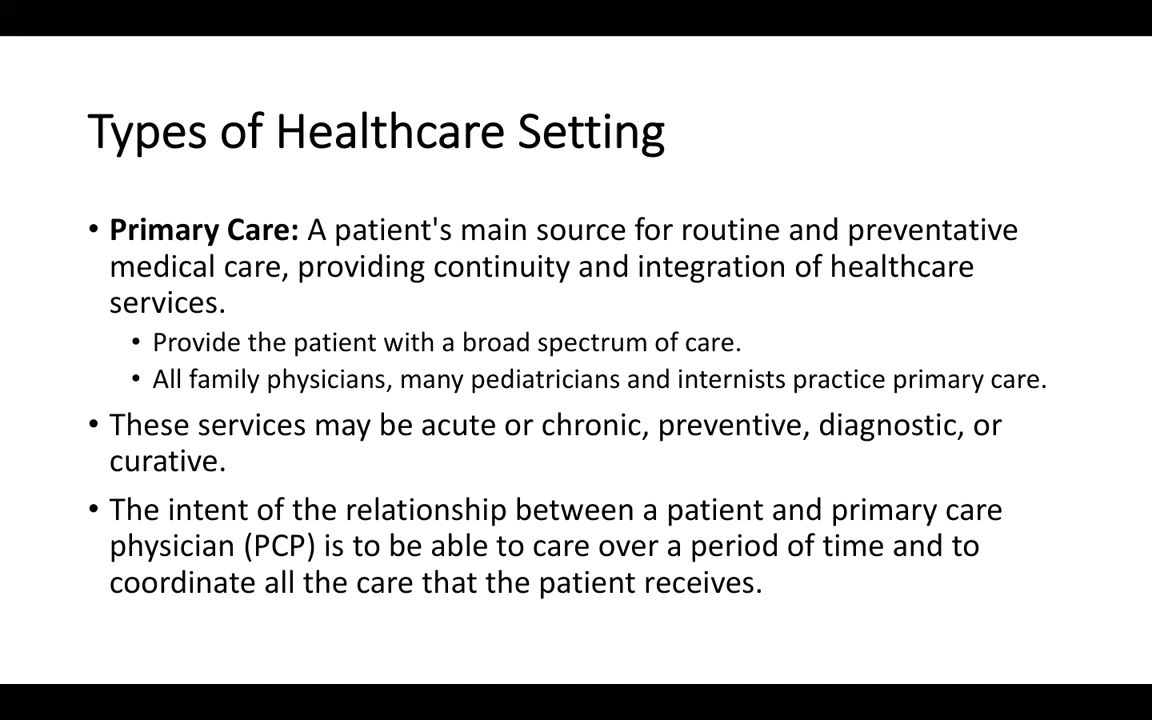 Types of Healthcare Setting
• Primary Care: A patient's main source for routine and preventative
medical care, providing continuity and integration of healthcare
services.
• Provide the patient with a broad spectrum of care.
• All family physicians, many pediatricians and internists practice primary care.
• These services may be acute or chronic, preventive, diagnostic, or
curative.
• The intent of the relationship between a patient and primary care
physician (PCP) is to be able to care over a period of time and to
coordinate all the care that the patient receives.